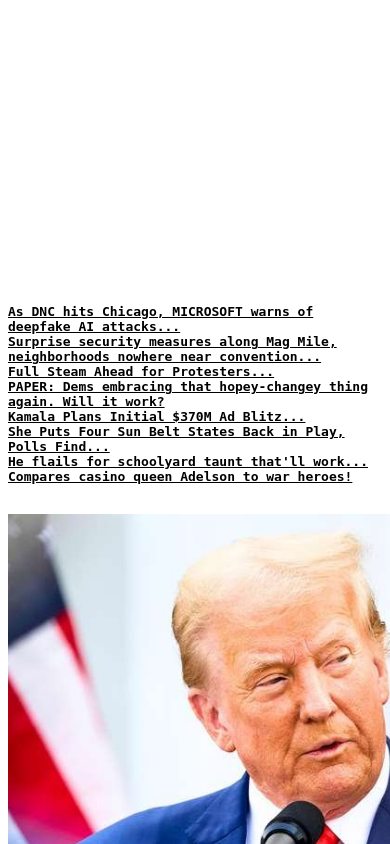 As DNC hits Chicago, MICROSOFT warns of
deepfake AI attacks...
Surprise security measures along Mag Mile,
neighborhoods nowhere near convention...
Full Steam Ahead for Protesters...
PAPER: Dems embracing that hopey-changey thing
again. Will it work?
Kamala Plans Initial $370M Ad Blitz...
She Puts Four Sun Belt States Back in Play,
Polls Find...
He flails for schoolyard taunt that'll work...
Compares casino queen Adelson to war heroes!